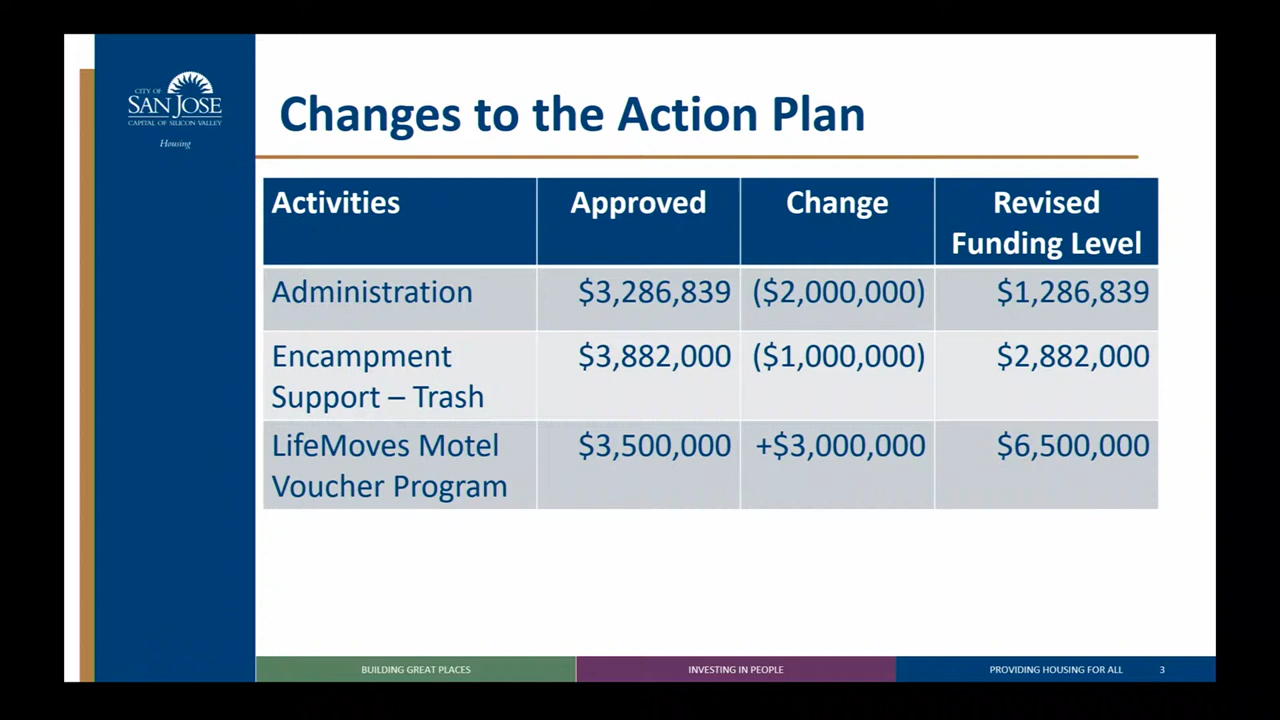 CITY OF
SAN JOSE
CAPITAL OF SILICON VALLEY
Housing
Changes to the Action Plan
Activities Approved Change Revised
Funding Level
Administration $3,286,839 ($2,000,000) $1,286,839
Encampment $3,882,000 ($1,000,000) $2,882,000
Support – Trash
LifeMoves Motel $3,500,000 +$3,000,000 $6,500,000
Voucher Program
BUILDING GREAT PLACES INVESTING IN PEOPLE PROVIDING HOUSING FOR ALL 3